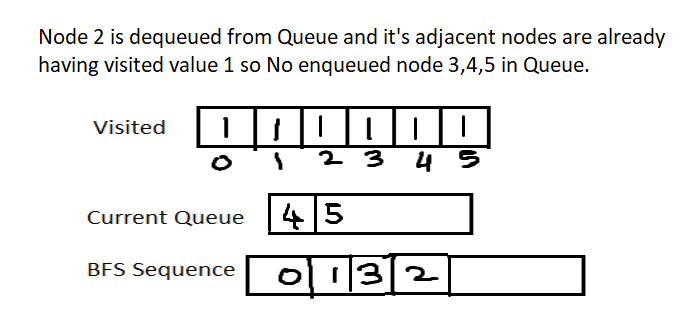 Node 2 is dequeued from Queue and it's adjacent nodes are already
having visited value 1 so No enqueued node 3,4,5 in Queue.
Visited 1 1 1 1 1 1
0 1 2 3 4 5
Current Queue 4 5
BFS Sequence 0 1 3 2